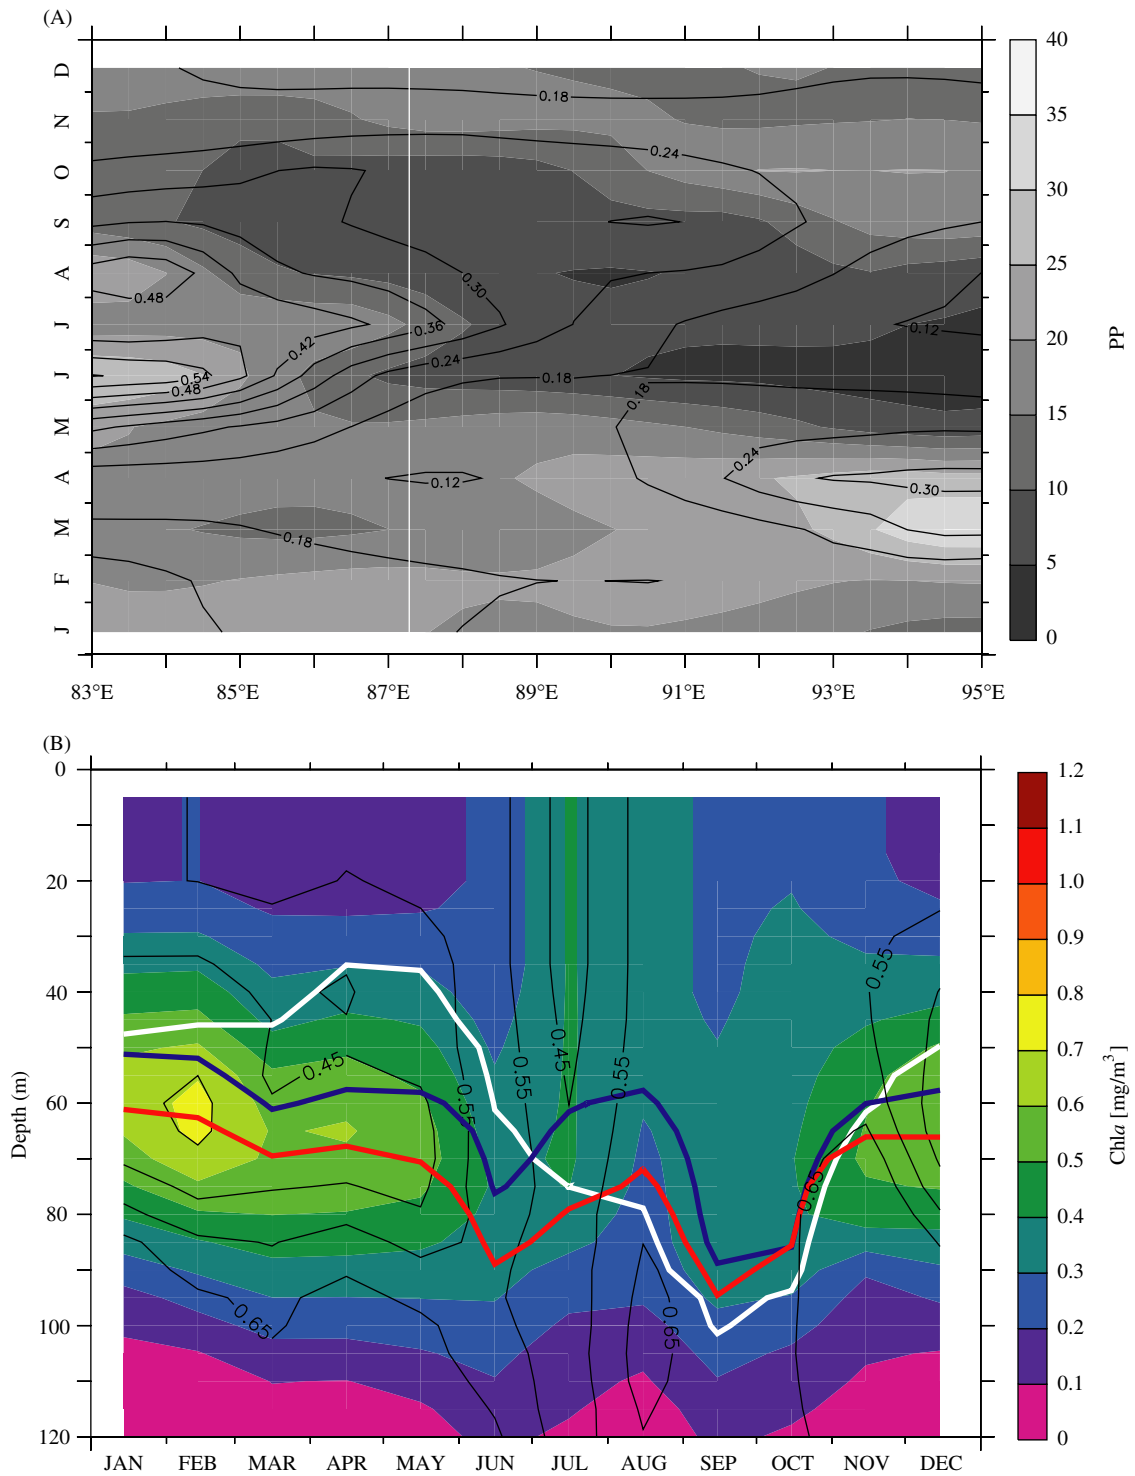 (A)
D
N
O
S
A
J
J
M
A
M
F
J
0.18
0.24
0.30
0.48
0.36
0.12
0.42
0.24
0.54
0.48
0.18
0.18
0.24
0.12
0.30
0.18
83°E
85°E
87°E
89°E
91°E
93°E
95°E
40
35
30
25
20
15
10
5
0
PP
(B)
0
20
40
60
80
100
120
Depth (m)
0.55
0.45
0.45
0.55
0.55
0.55
0.65
0.65
0.65
JAN
FEB
MAR
APR
MAY
JUN
JUL
AUG
SEP
OCT
NOV
DEC
1.2
1.1
1.0
0.9
0.8
0.7
0.6
0.5
0.4
0.3
0.2
0.1
0
Chla [mg/m³]